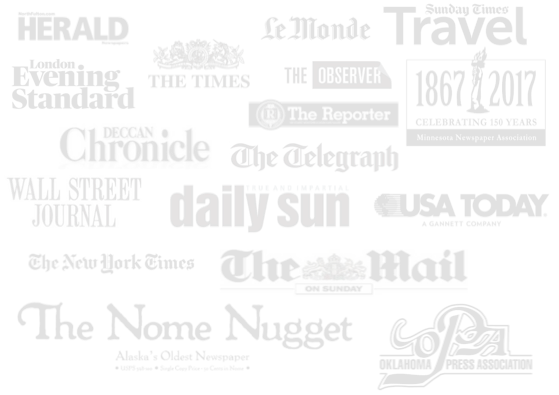 HERALD
Le Monde
Sunday Times
Travel
London
Evening
Standard
THE TIMES
THE OBSERVER
The Reporter
1867 2017
CELEBRATING 150 YEARS
Minnesota Newspaper Association
DECCAN
Chronicle
The Telegraph
WALL STREET
JOURNAL
daily sun
USA TODAY
A GANNETT COMPANY
The New York Times
The Mail
ON SUNDAY
The Nome Nugget
Alaska's Oldest Newspaper
COPA
OKLAHOMA PRESS ASSOCIATION